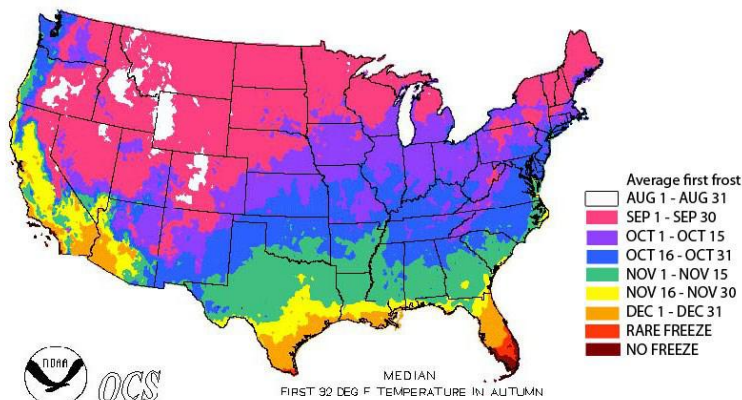 Average first frost
AUG 1 - AUG 31
SEP 1 - SEP 30
OCT 1 - OCT 15
OCT 16 - OCT 31
NOV 1 - NOV 15
NOV 16 - NOV 30
DEC 1 - DEC 31
RARE FREEZE
NO FREEZE
NOAA
OCS
MEDIAN
FIRST 32 DEG F TEMPERATURE IN AUTUMN